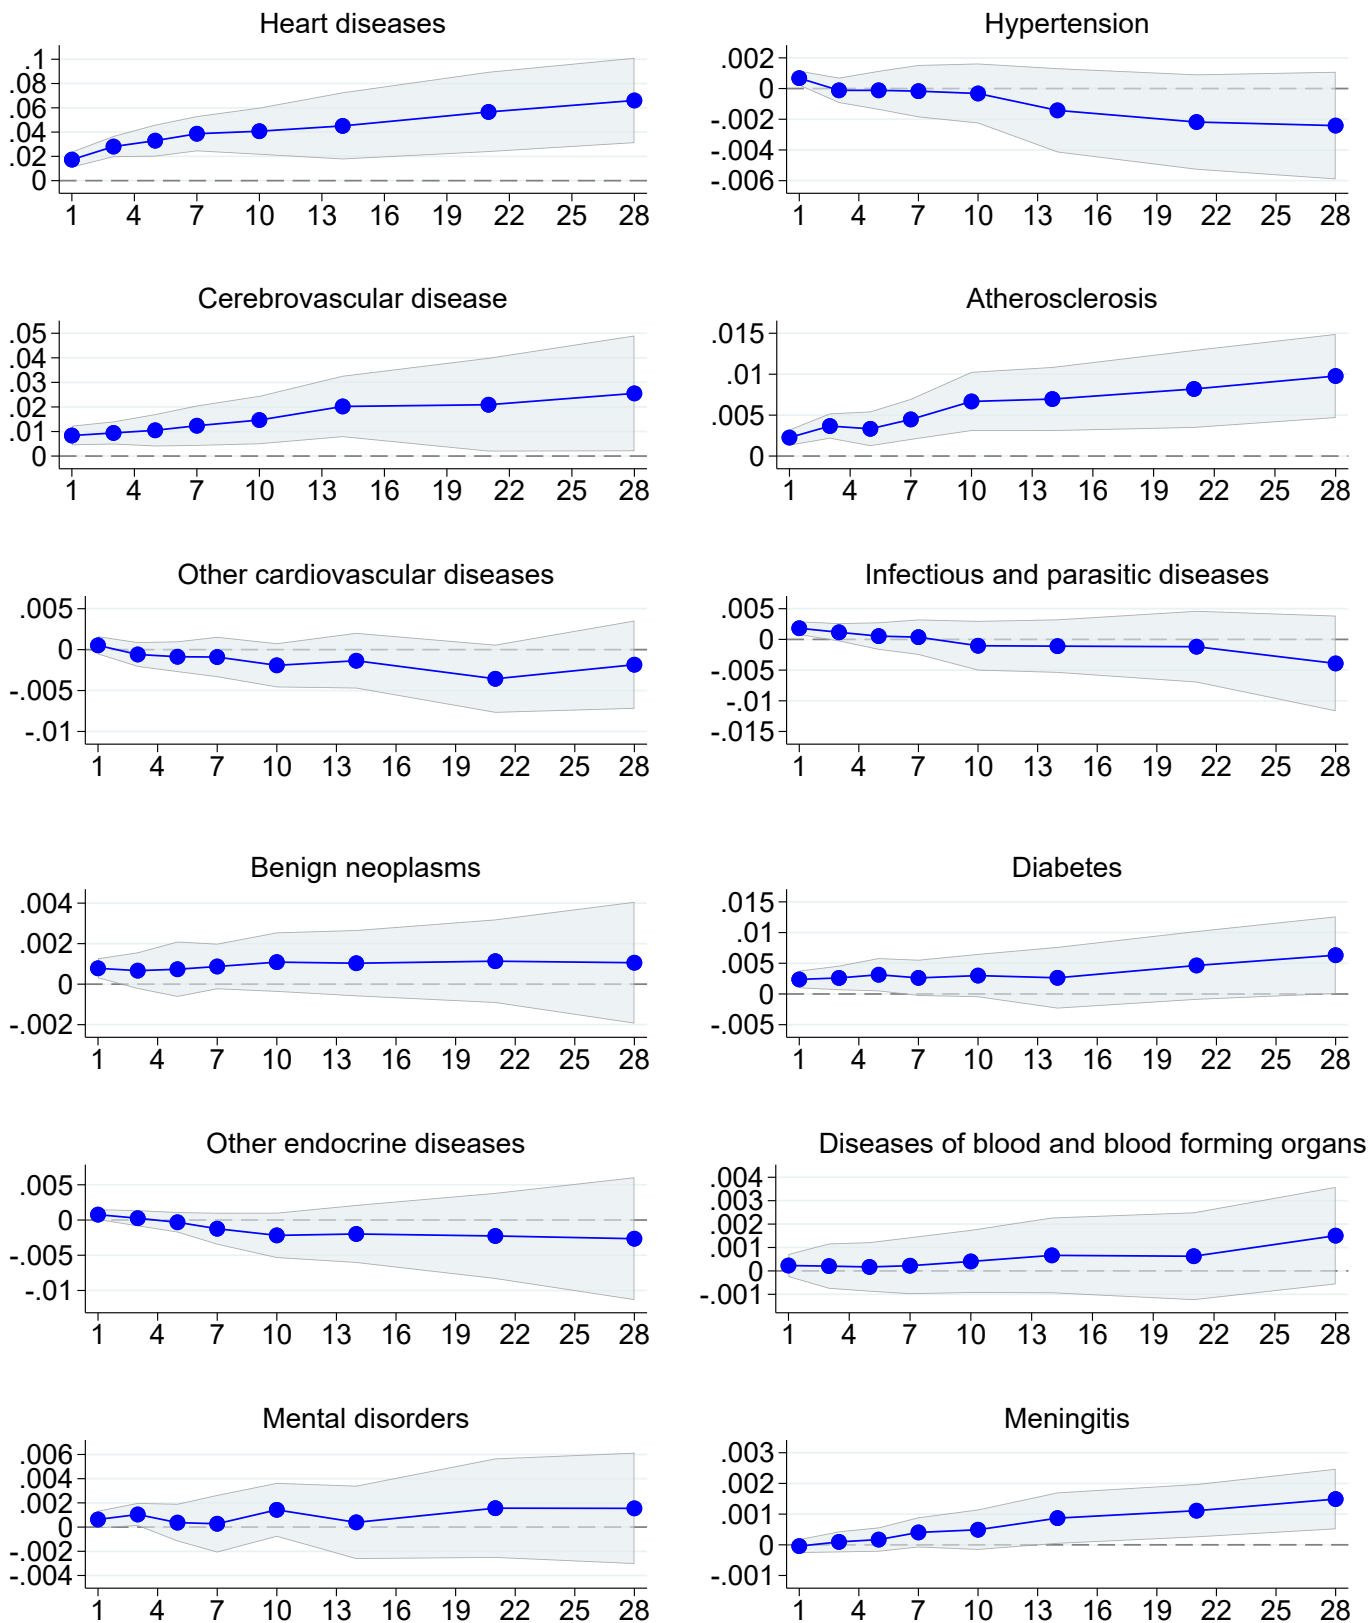 Heart diseases
.1
.08
.06
.04
.02
0
1 4 7 10 13 16 19 22 25 28
Hypertension
.002
0
-.002
-.004
-.006
1 4 7 10 13 16 19 22 25 28
Cerebrovascular disease
.05
.04
.03
.02
.01
0
1 4 7 10 13 16 19 22 25 28
Atherosclerosis
.015
.01
.005
0
1 4 7 10 13 16 19 22 25 28
Other cardiovascular diseases
.005
0
-.005
-.01
1 4 7 10 13 16 19 22 25 28
Infectious and parasitic diseases
.005
0
-.005
-.01
-.015
1 4 7 10 13 16 19 22 25 28
Benign neoplasms
.004
.002
0
-.002
1 4 7 10 13 16 19 22 25 28
Diabetes
.015
.01
.005
0
-.005
1 4 7 10 13 16 19 22 25 28
Other endocrine diseases
.005
0
-.005
-.01
1 4 7 10 13 16 19 22 25 28
Diseases of blood and blood forming organs
.004
.003
.002
.001
0
-.001
1 4 7 10 13 16 19 22 25 28
Mental disorders
.006
.004
.002
0
-.002
-.004
1 4 7 10 13 16 19 22 25 28
Meningitis
.003
.002
.001
0
-.001
1 4 7 10 13 16 19 22 25 28